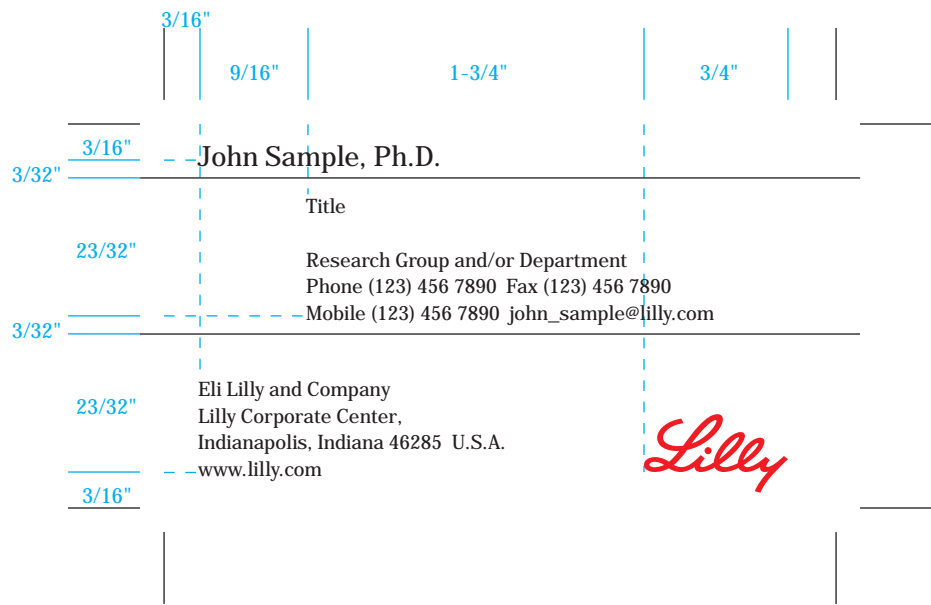 3/16"
9/16" 1-3/4" 3/4"
3/16"
John Sample, Ph.D.
3/32"
Title
23/32"
Research Group and/or Department
Phone (123) 456 7890 Fax (123) 456 7890
Mobile (123) 456 7890 john_sample@lilly.com
3/32"
Eli Lilly and Company
23/32"
Lilly Corporate Center,
Indianapolis, Indiana 46285 U.S.A.
www.lilly.com
Lilly
3/16"